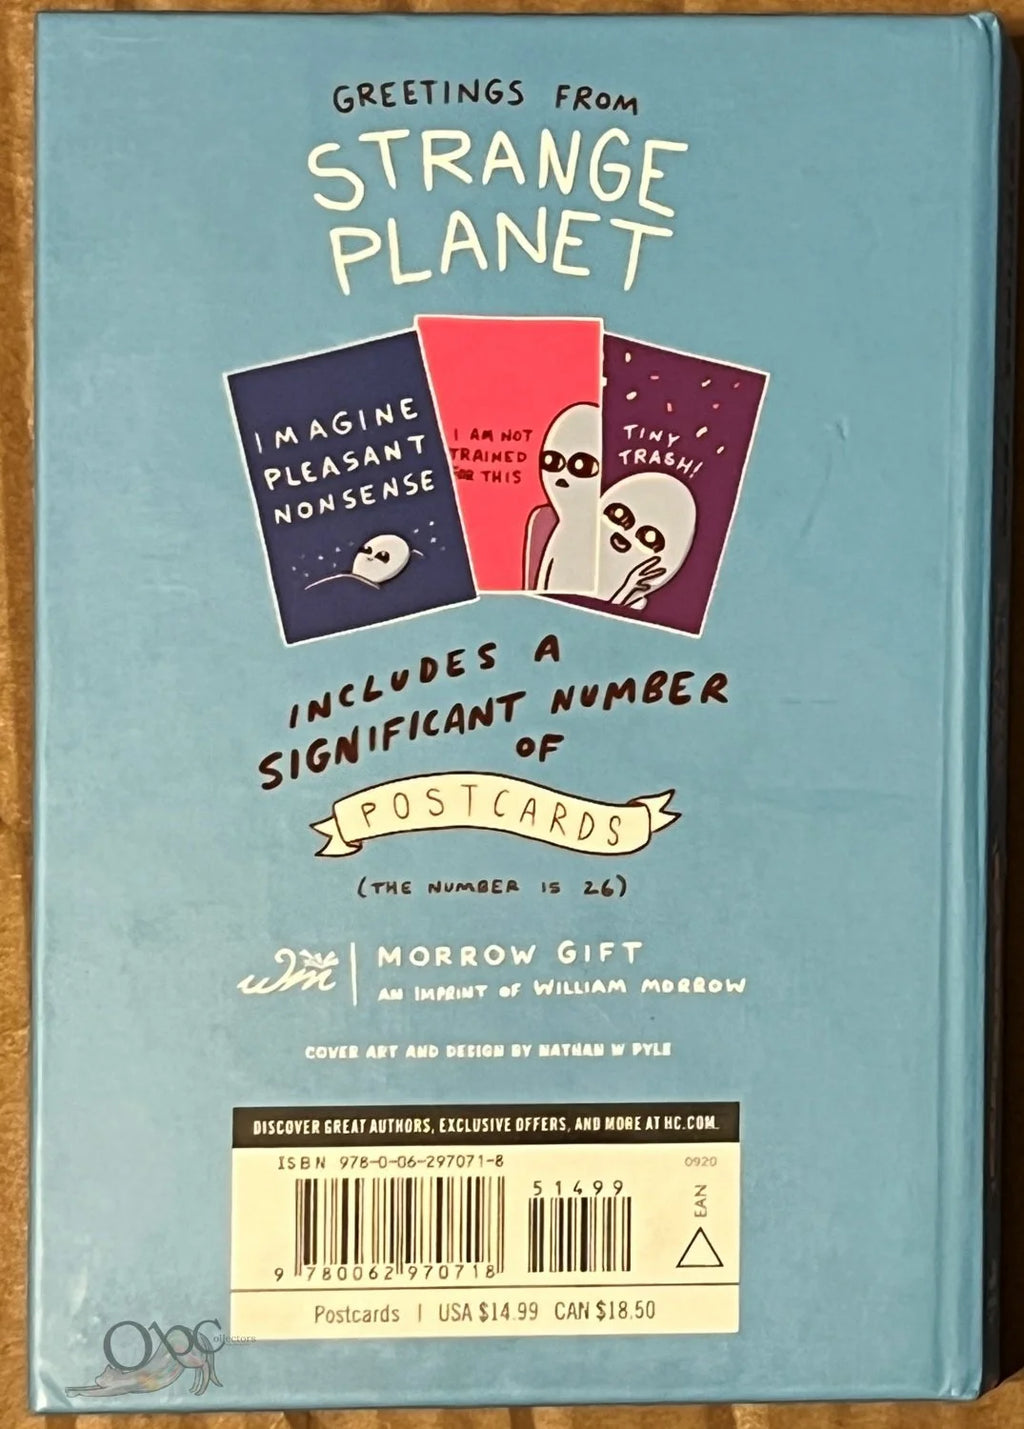 GREETINGS FROM
STRANGE
PLANET
IMAGINE
PLEASANT
NONSENSE
I AM NOT
TRAINED
FOR THIS
TINY
TRASH!
INCLUDES A
SIGNIFICANT NUMBER
OF
POSTCARDS
(THE NUMBER IS 26)
wm
MORROW GIFT
AN IMPRINT OF WILLIAM MORROW
COVER ART AND DESIGN BY NATHAN W PYLE
DISCOVER GREAT AUTHORS, EXCLUSIVE OFFERS, AND MORE AT HC.COM.
ISBN 978-0-06-297071-8
0920
51499
EAN
9 780062 970718
Postcards | USA $14.99 CAN $18.50
OPCollectors